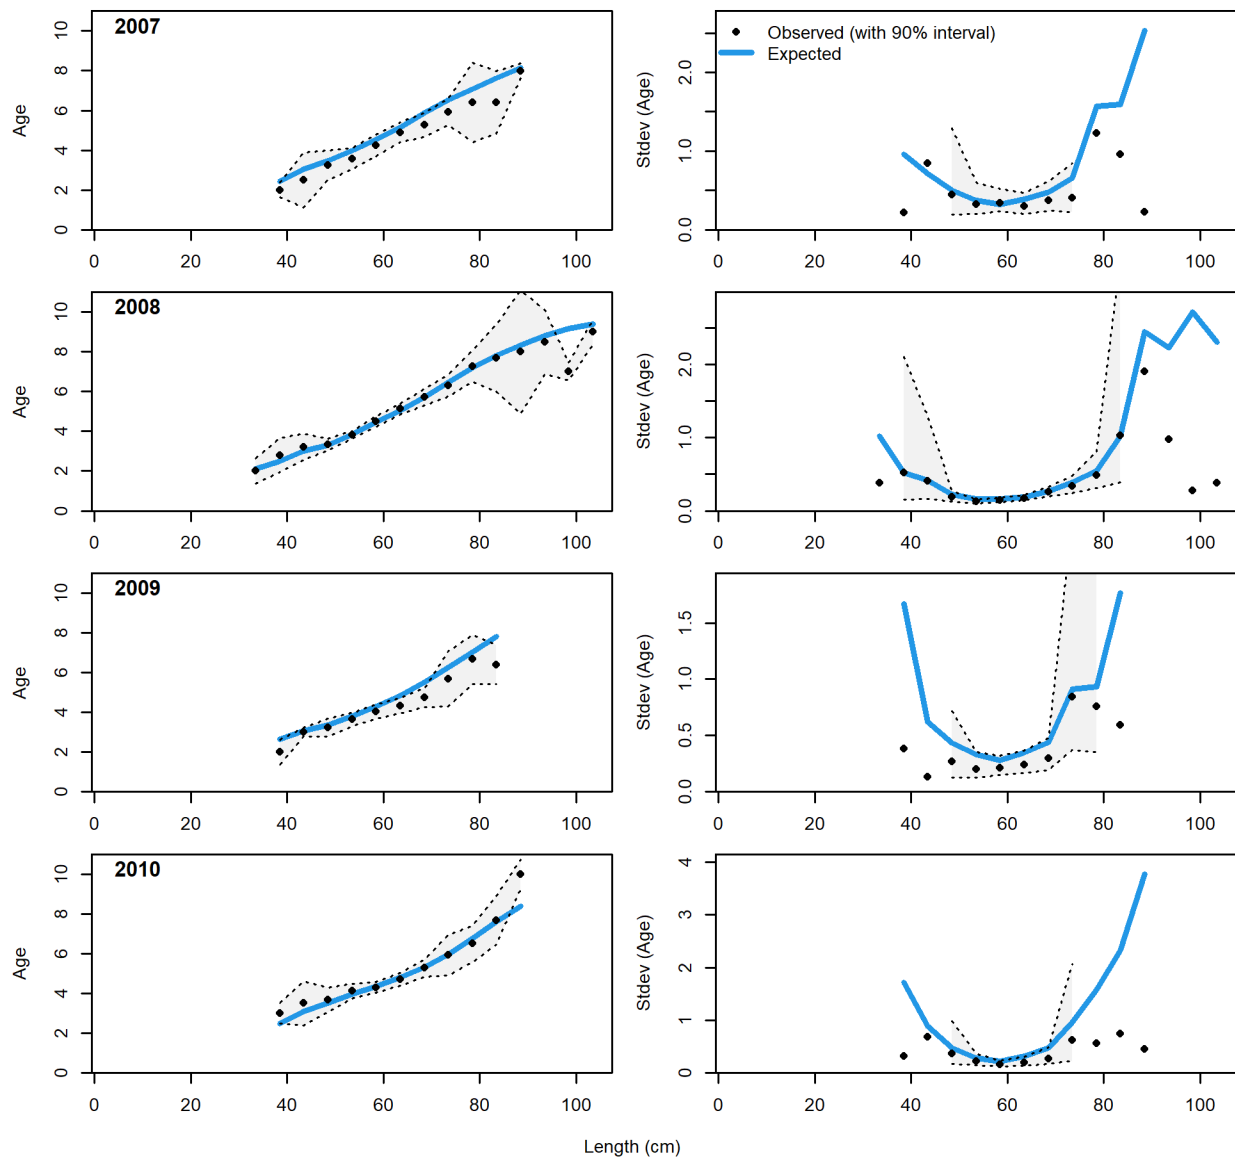 2007
Age
0 2 4 6 8 10
0 20 40 60 80 100
Observed (with 90% interval)
Expected
Stdev (Age)
0.0 1.0 2.0
0 20 40 60 80 100
2008
Age
0 2 4 6 8 10
0 20 40 60 80 100
Stdev (Age)
0.0 1.0 2.0
0 20 40 60 80 100
2009
Age
0 2 4 6 8 10
0 20 40 60 80 100
Stdev (Age)
0.0 0.5 1.0 1.5
0 20 40 60 80 100
2010
Age
0 2 4 6 8 10
0 20 40 60 80 100
Stdev (Age)
0 1 2 3 4
0 20 40 60 80 100
Length (cm)